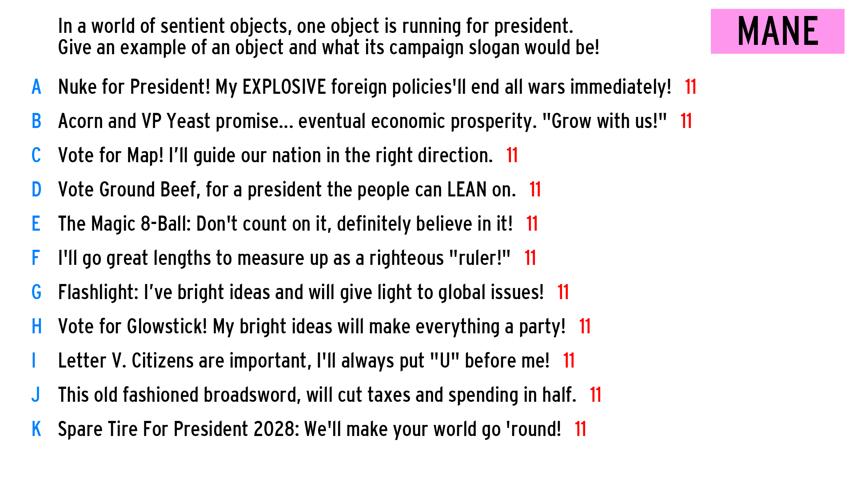 In a world of sentient objects, one object is running for president.
Give an example of an object and what its campaign slogan would be!
MANE
A Nuke for President! My EXPLOSIVE foreign policies'll end all wars immediately! 11
B Acorn and VP Yeast promise... eventual economic prosperity. "Grow with us!" 11
C Vote for Map! I’ll guide our nation in the right direction. 11
D Vote Ground Beef, for a president the people can LEAN on. 11
E The Magic 8-Ball: Don't count on it, definitely believe in it! 11
F I'll go great lengths to measure up as a righteous "ruler!" 11
G Flashlight: I’ve bright ideas and will give light to global issues! 11
H Vote for Glowstick! My bright ideas will make everything a party! 11
I Letter V. Citizens are important, I'll always put "U" before me! 11
J This old fashioned broadsword, will cut taxes and spending in half. 11
K Spare Tire For President 2028: We'll make your world go 'round! 11